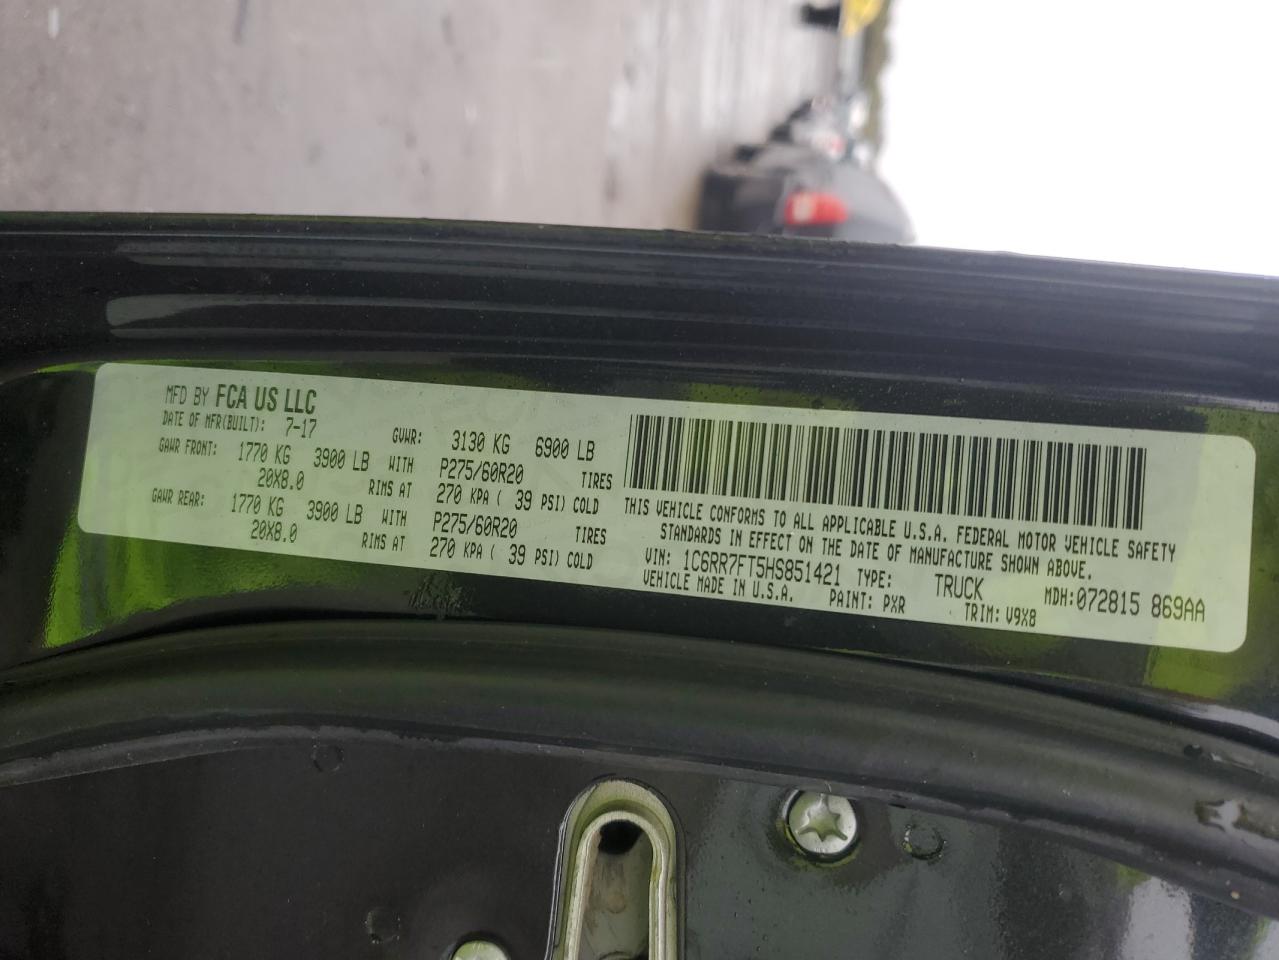 MFD BY FCA US LLC
DATE OF MFR(BUILT): 7-17 GVWR: 3130 KG 6900 LB
GAWR FRONT: 1770 KG 3900 LB WITH P275/60R20 TIRES
20X8.0 RIMS AT 270 KPA ( 39 PSI) COLD
GAWR REAR: 1770 KG 3900 LB WITH P275/60R20 TIRES
20X8.0 RIMS AT 270 KPA ( 39 PSI) COLD
THIS VEHICLE CONFORMS TO ALL APPLICABLE U.S.A. FEDERAL MOTOR VEHICLE SAFETY
STANDARDS IN EFFECT ON THE DATE OF MANUFACTURE SHOWN ABOVE.
VIN: 1C6RR7FT5HS851421 TYPE: TRUCK MDH:072815 869AA
VEHICLE MADE IN U.S.A. PAINT: PXR TRIM: V9X8